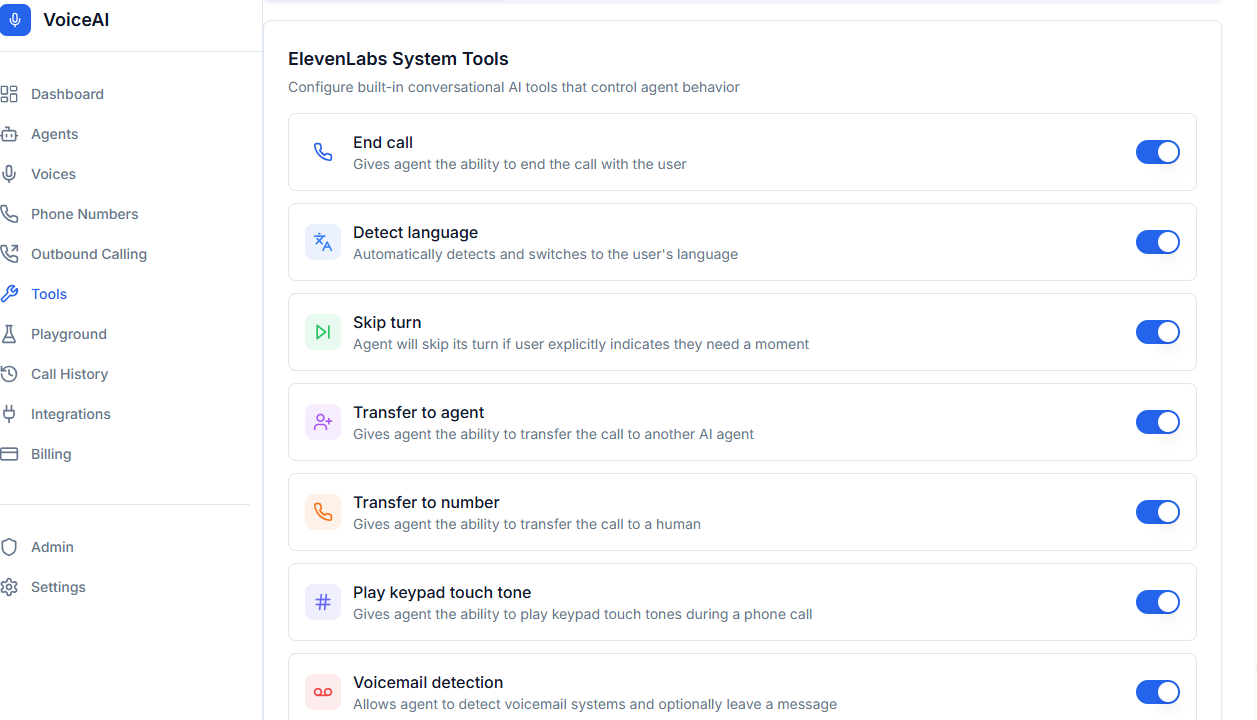 VoiceAI
Dashboard
Agents
Voices
Phone Numbers
Outbound Calling
Tools
Playground
Call History
Integrations
Billing
Admin
Settings
ElevenLabs System Tools
Configure built-in conversational AI tools that control agent behavior
End call
Gives agent the ability to end the call with the user
Detect language
Automatically detects and switches to the user's language
Skip turn
Agent will skip its turn if user explicitly indicates they need a moment
Transfer to agent
Gives agent the ability to transfer the call to another AI agent
Transfer to number
Gives agent the ability to transfer the call to a human
Play keypad touch tone
Gives agent the ability to play keypad touch tones during a phone call
Voicemail detection
Allows agent to detect voicemail systems and optionally leave a message